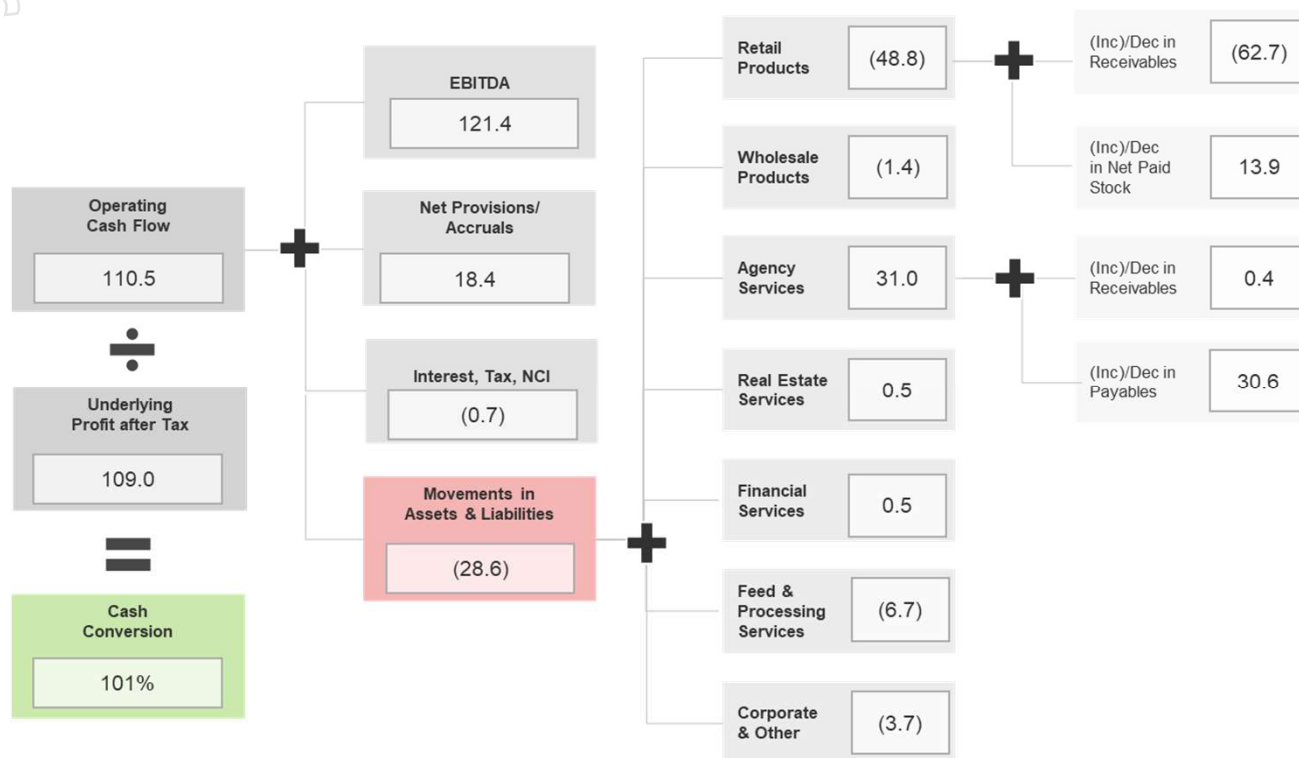 EBITDA
121.4
Net Provisions/
Accruals
18.4
Interest, Tax, NCI
(0.7)
Movements in
Assets & Liabilities
(28.6)
Operating
Cash Flow
110.5
Underlying
Profit after Tax
109.0
Cash
Conversion
101%
Retail
Products
(48.8)
Wholesale
Products
(1.4)
Agency
Services
31.0
Real Estate
Services
0.5
Financial
Services
0.5
Feed &
Processing
Services
(6.7)
Corporate
& Other
(3.7)
(Inc)/Dec in
Receivables
(62.7)
(Inc)/Dec
in Net Paid
Stock
13.9
(Inc)/Dec in
Receivables
0.4
(Inc)/Dec in
Payables
30.6